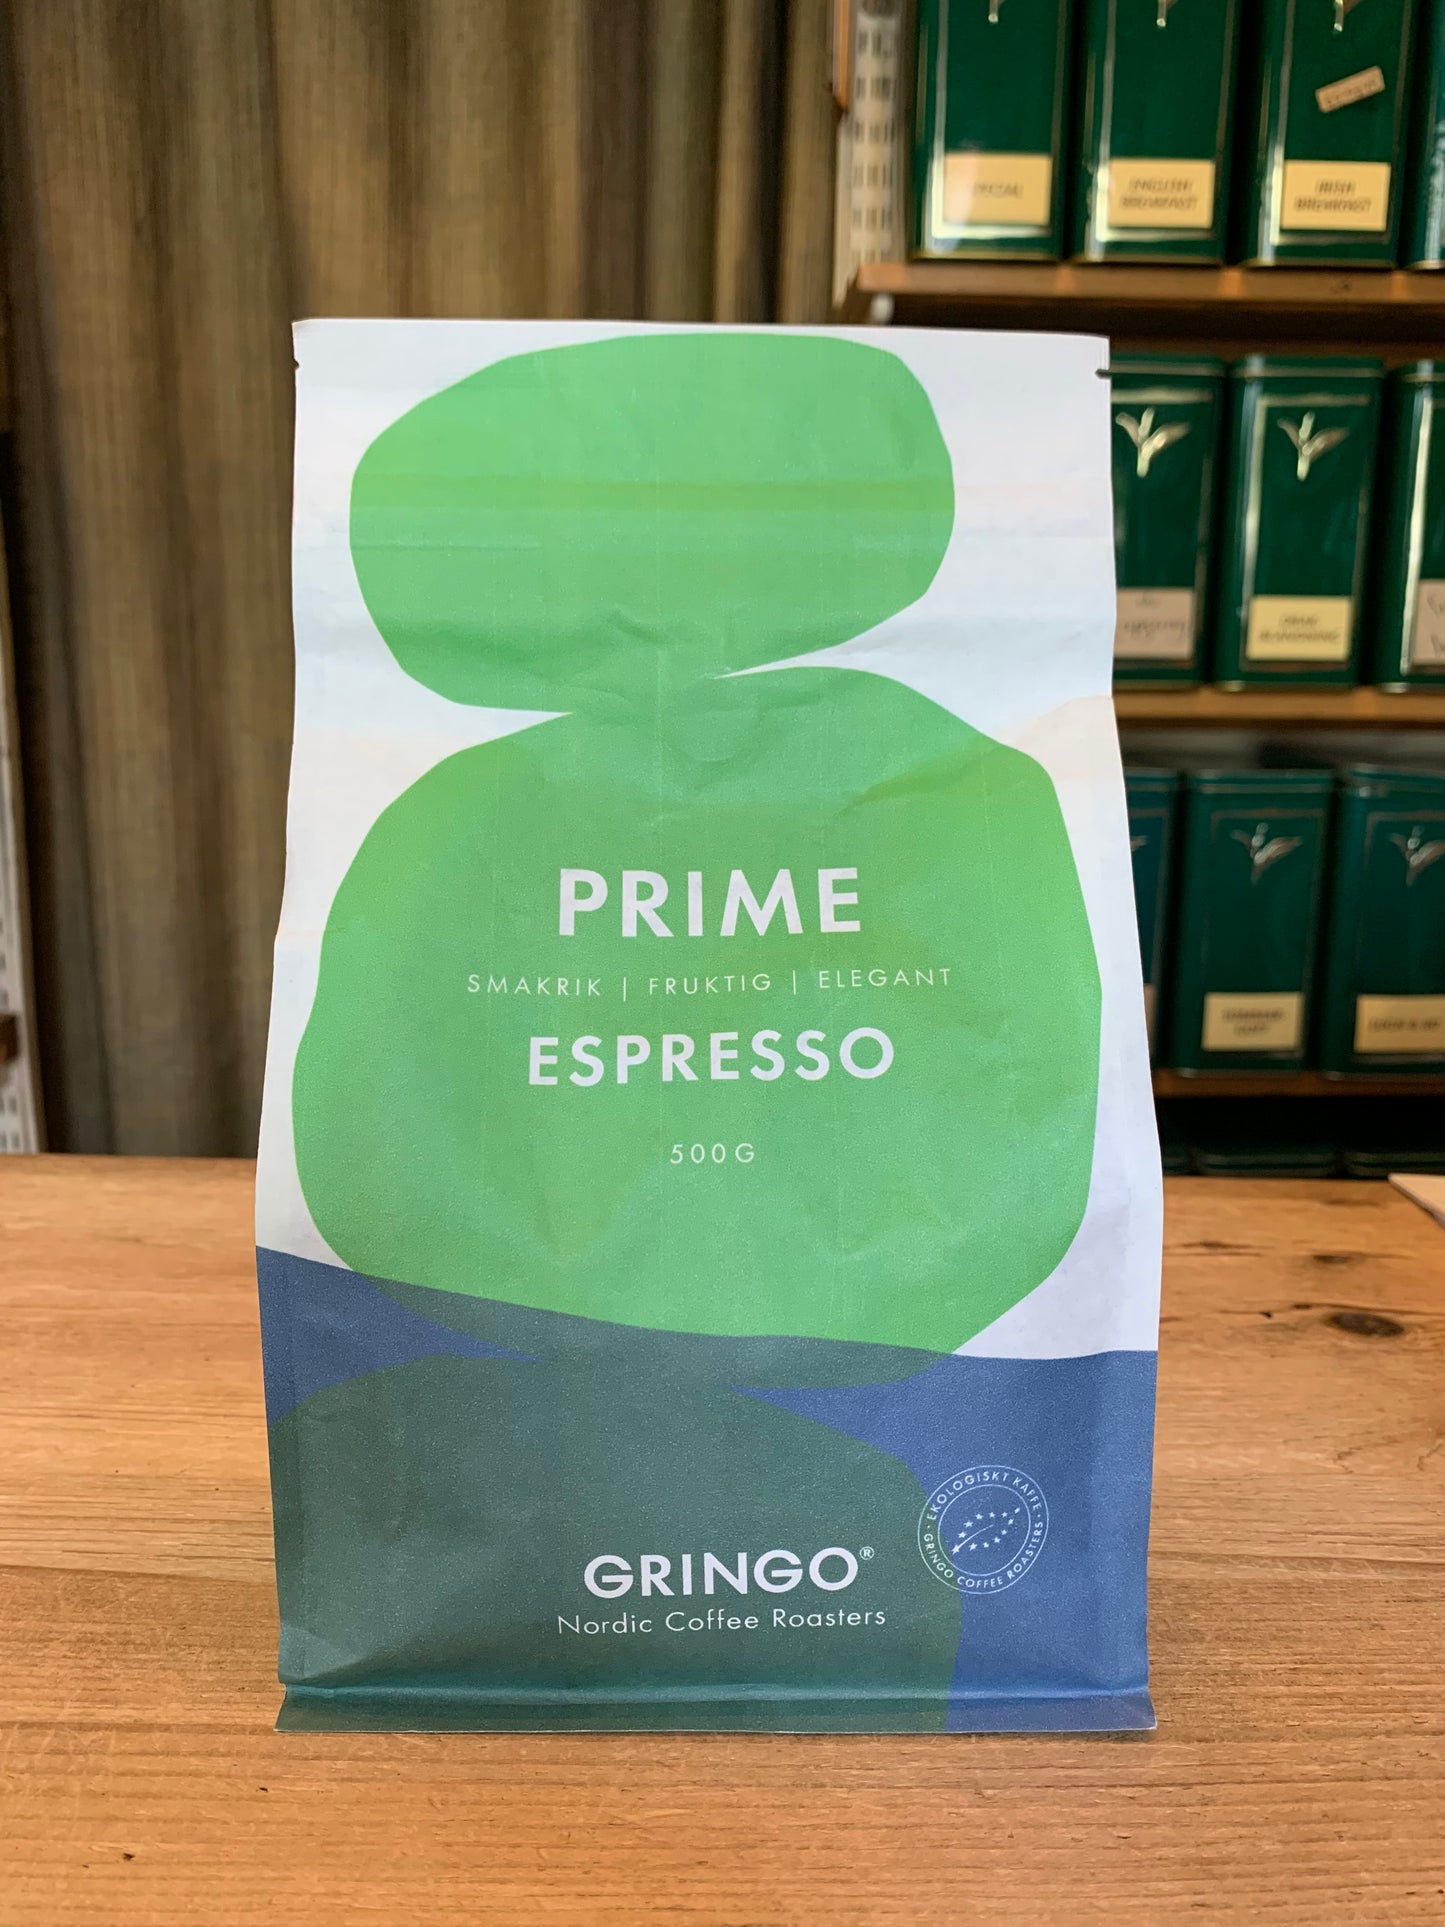 ENGLISH
BREAKFAST
IRISH
BREAKFAST
PRIME
SMAKRIK | FRUKTIG | ELEGANT
ESPRESSO
500G
EKOLOGISKT KAFFE
GRINGO COFFEE ROASTERS
GRINGO®
Nordic Coffee Roasters